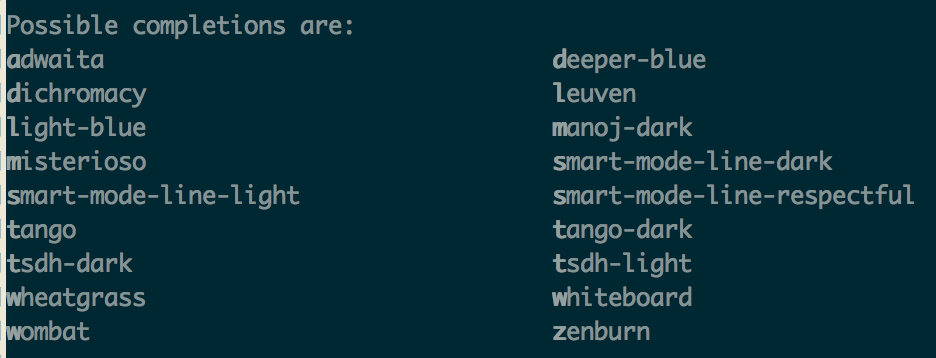 Possible completions are:
adwaita deeper-blue
dichromacy leuven
light-blue manoj-dark
misterioso smart-mode-line-dark
smart-mode-line-light smart-mode-line-respectful
tango tango-dark
tsdh-dark tsdh-light
wheatgrass whiteboard
wombat zenburn